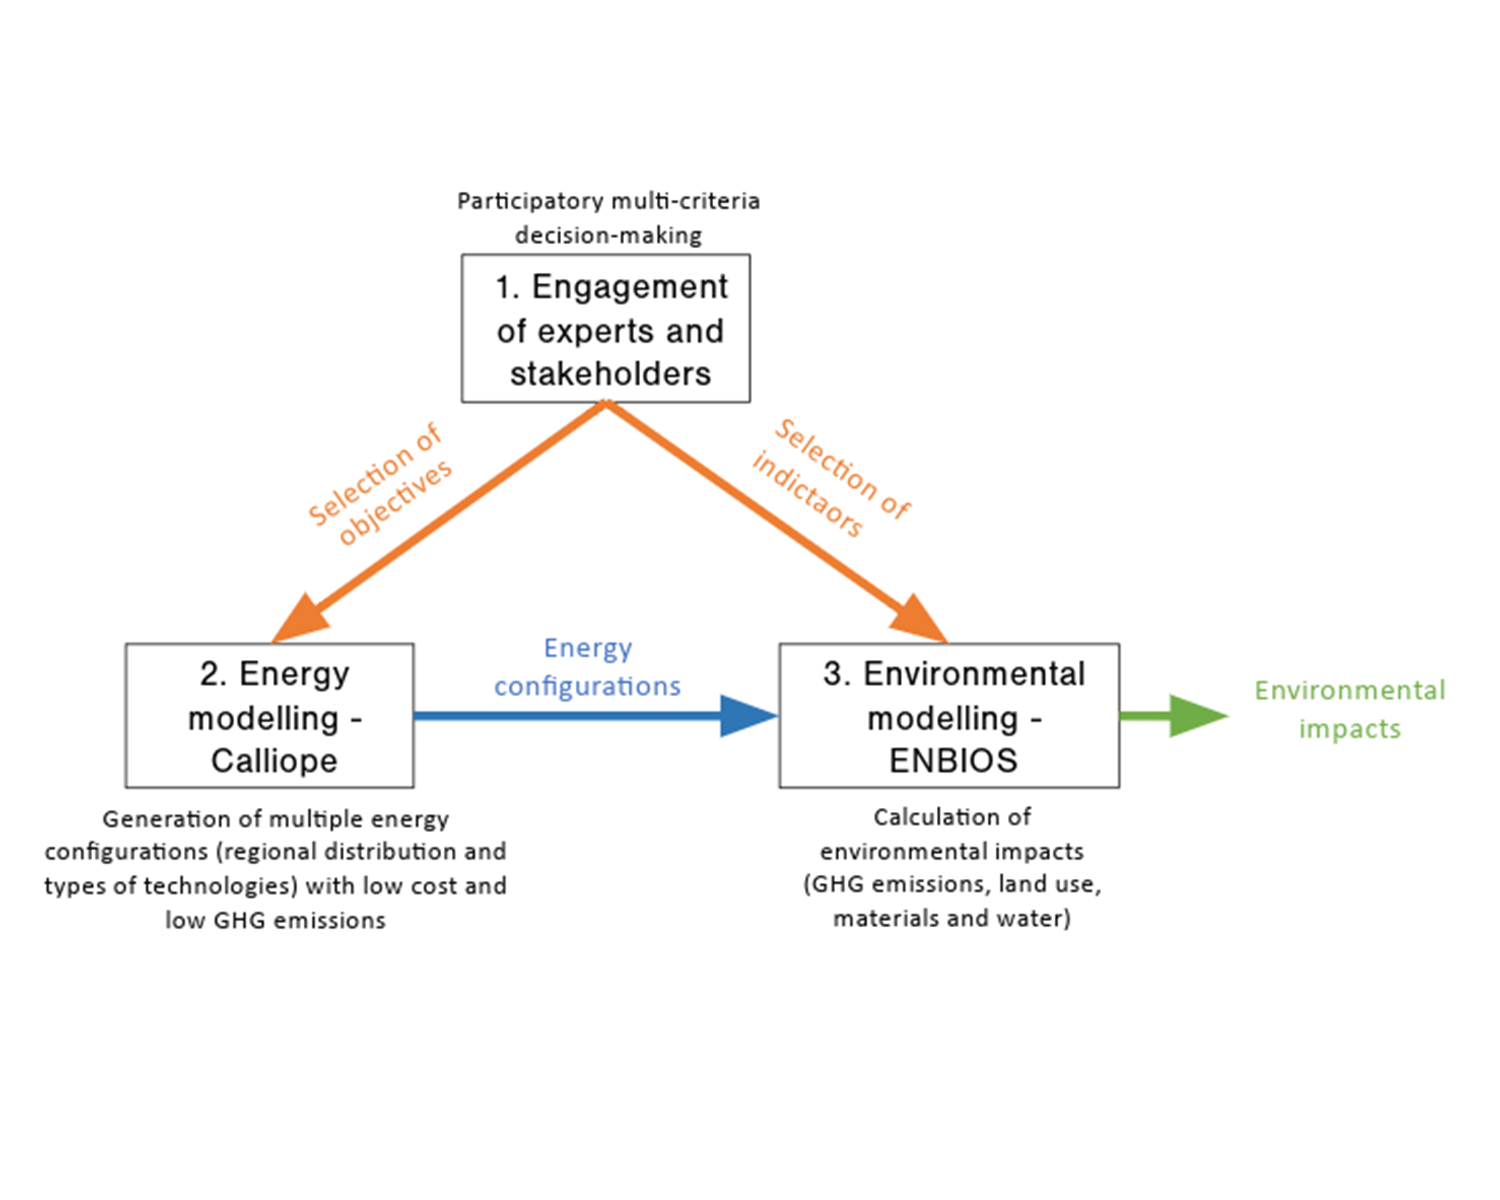 Participatory multi-criteria
decision-making
1. Engagement
of experts and
stakeholders
Selection of
objectives
Selection of
indictaors
2. Energy
modelling -
Calliope
Energy
configurations
3. Environmental
modelling -
ENBIOS
Environmental
impacts
Generation of multiple energy
configurations (regional distribution and
types of technologies) with low cost and
low GHG emissions
Calculation of
environmental impacts
(GHG emissions, land use,
materials and water)